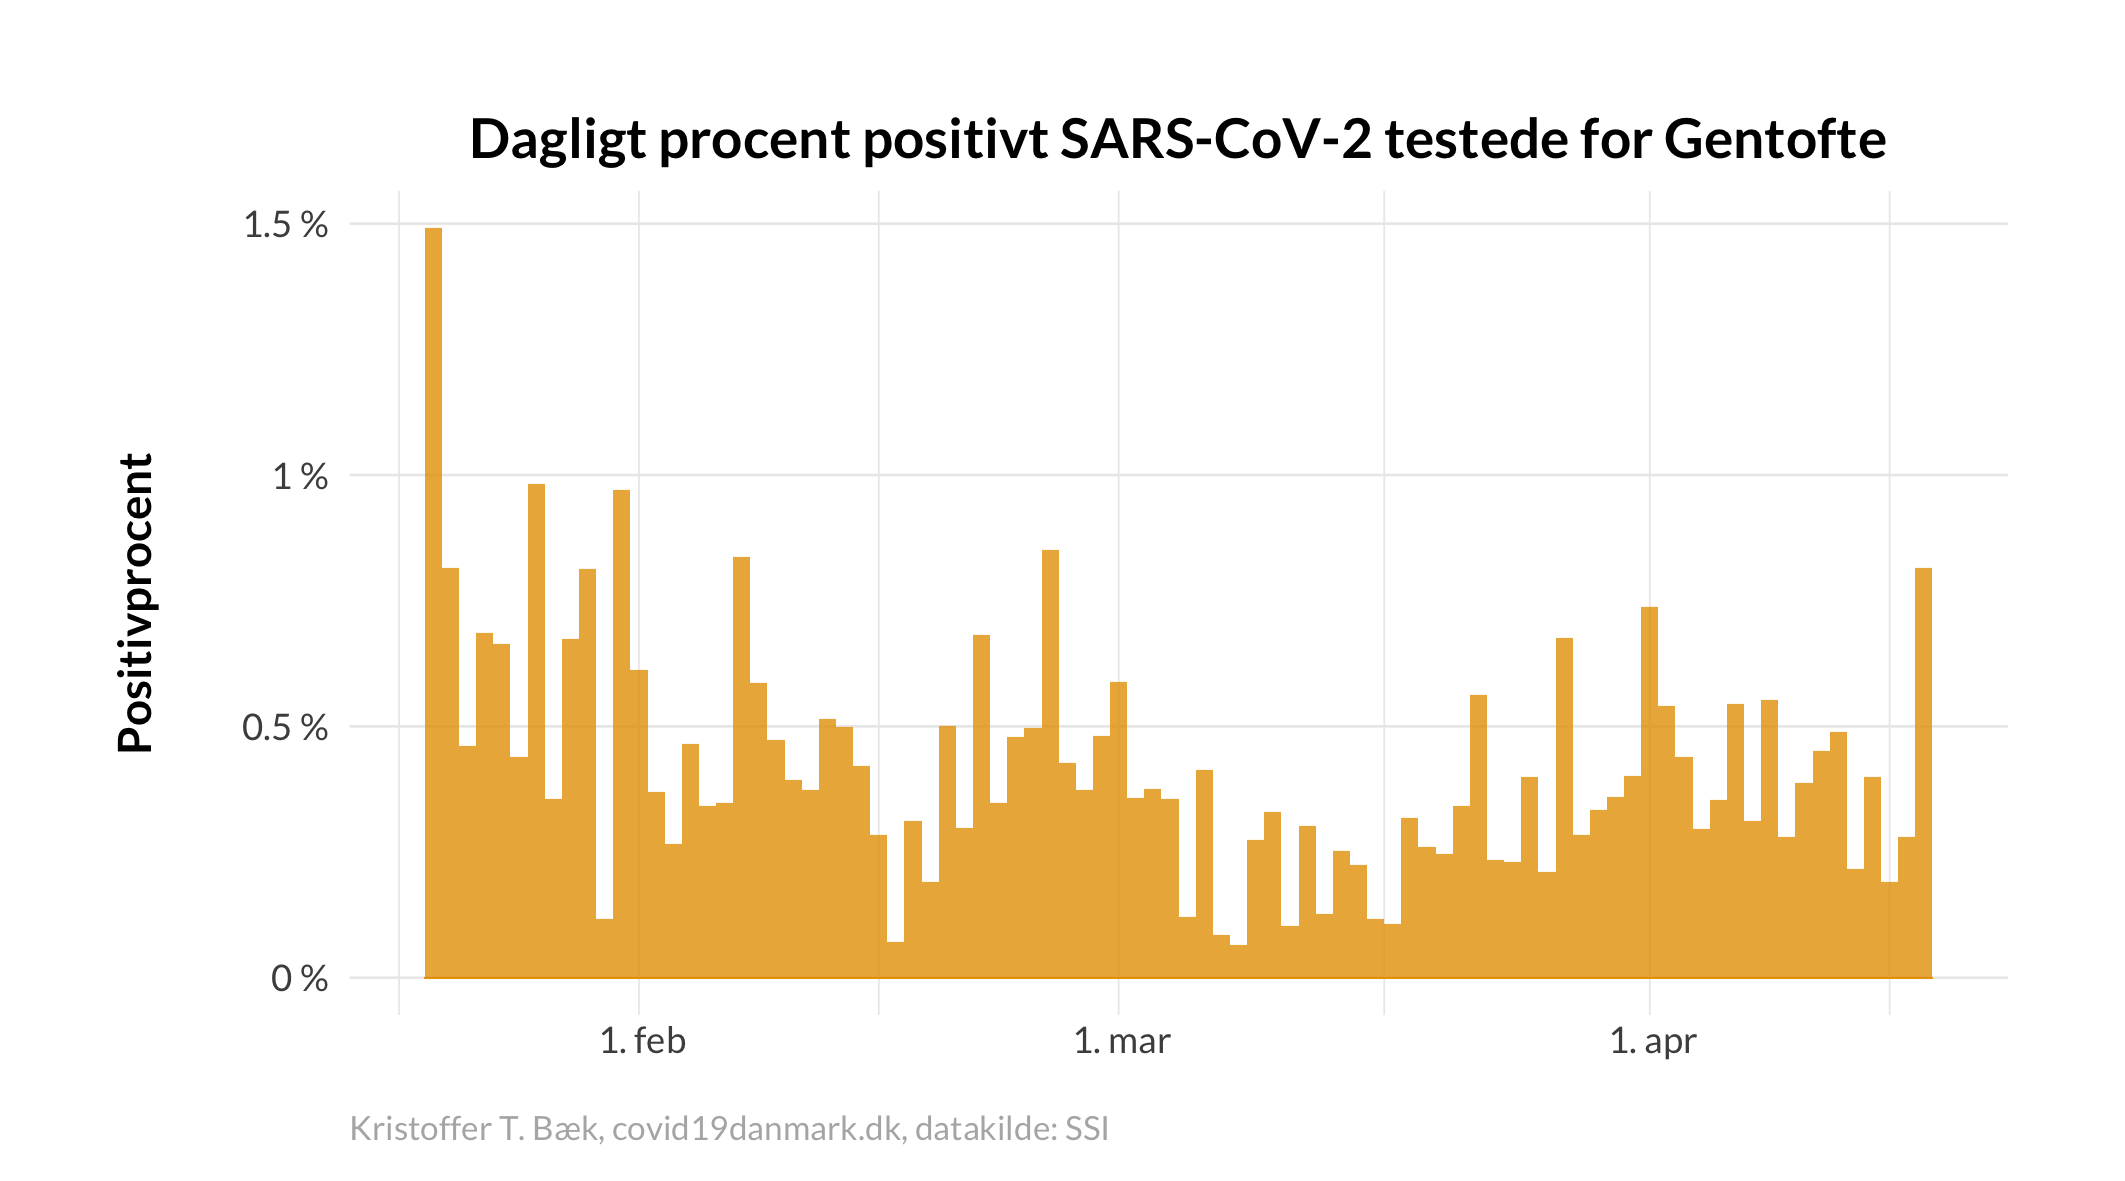 Dagligt procent positivt SARS-CoV-2 testede for Gentofte
Positivprocent
1.5 %
1 %
0.5 %
0 %
1. feb
1. mar
1. apr
Kristoffer T. Bæk, covid19danmark.dk, datakilde: SSI